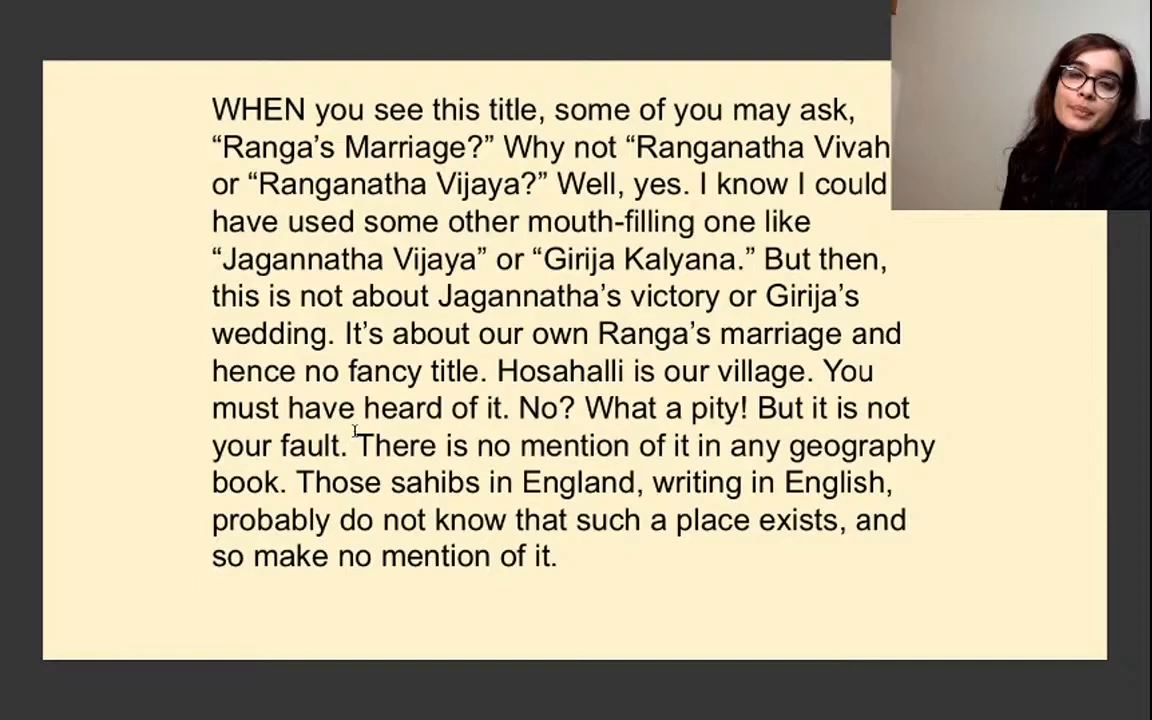 WHEN you see this title, some of you may ask,
“Ranga’s Marriage?” Why not “Ranganatha Vivah
or “Ranganatha Vijaya?” Well, yes. I know I could
have used some other mouth-filling one like
“Jagannatha Vijaya” or “Girija Kalyana.” But then,
this is not about Jagannatha’s victory or Girija’s
wedding. It’s about our own Ranga’s marriage and
hence no fancy title. Hosahalli is our village. You
must have heard of it. No? What a pity! But it is not
your fault. There is no mention of it in any geography
book. Those sahibs in England, writing in English,
probably do not know that such a place exists, and
so make no mention of it.